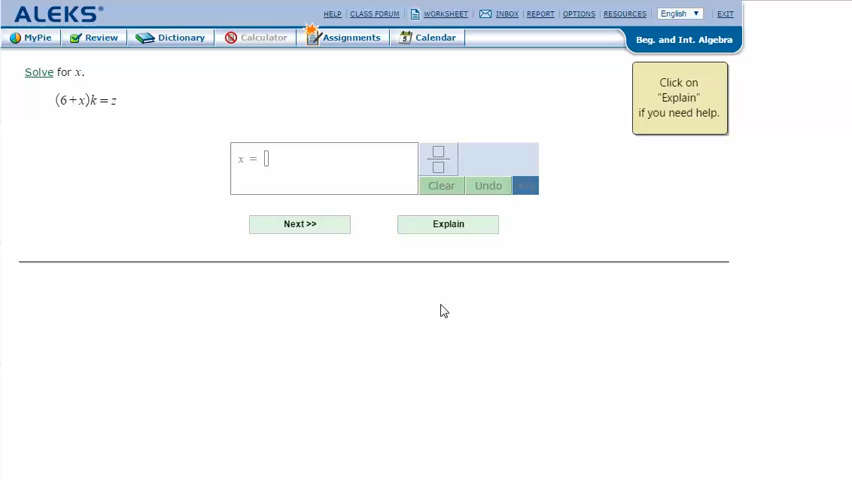 ALEKS®
HELP CLASS FORUM WORKSHEET INBOX REPORT OPTIONS RESOURCES English EXIT
MyPie Review Dictionary Calculator Assignments Calendar
Beg. and Int. Algebra
Solve for x.
(6+x)k = z
Click on
"Explain"
if you need help.
x =
Clear Undo
Next >> Explain